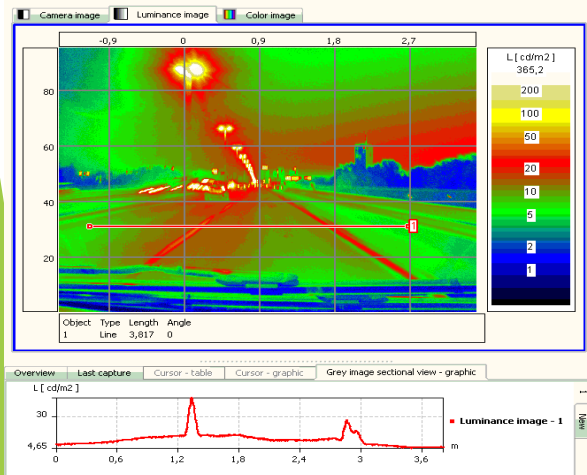 Camera image Luminance image Color image
-0,9 0 0,9 1,8 2,7
L [ cd/m2 ]
365,2
80
60
40
20
200
100
50
20
10
5
2
1
1
Object Type Length Angle
1 Line 3,817 0
Overview Last capture Cursor - table Cursor - graphic Grey image sectional view - graphic
L [ cd/m2 ]
30
4,65
0 0,6 1,2 1,8 2,4 3 3,6
m
Luminance image - 1
1
New